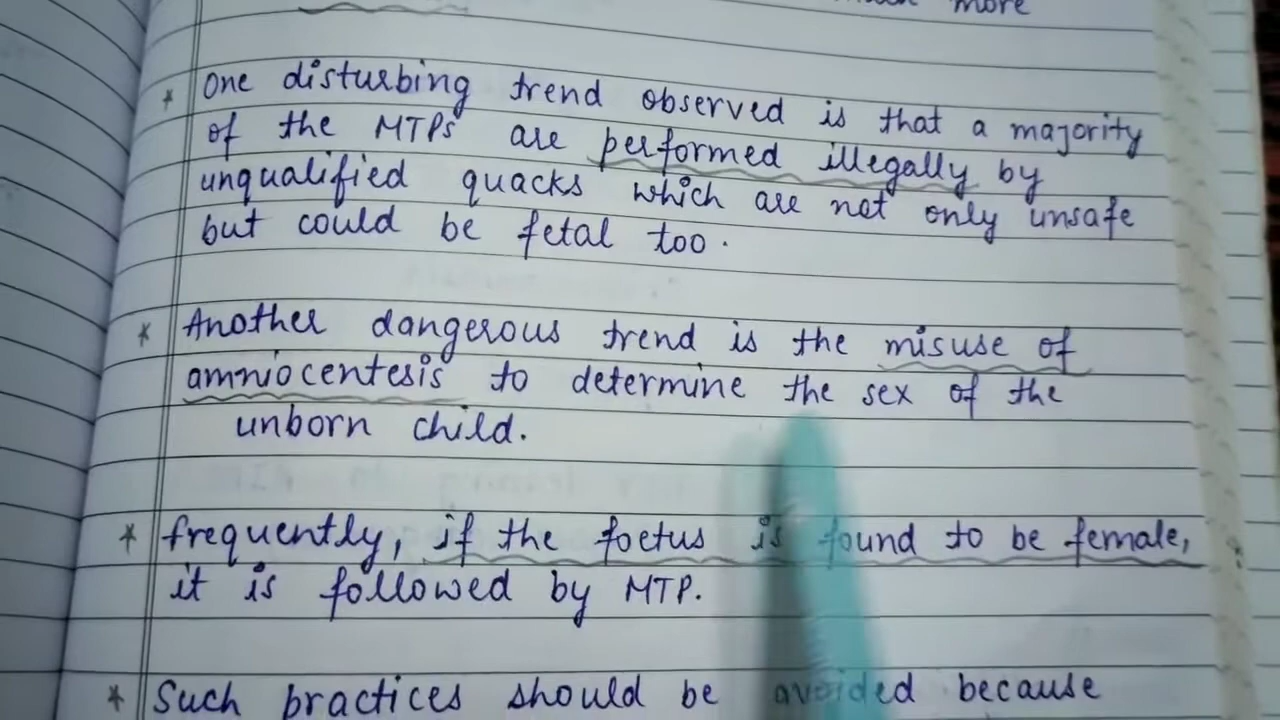 more
* One disturbing trend observed is that a majority
of the MTPs are performed illegally by
unqualified quacks which are not only unsafe
but could be fetal too.
* Another dangerous trend is the misuse of
amniocentesis to determine the sex of the
unborn child.
* frequently, if the foetus is found to be female,
it is followed by MTP.
* Such practices should be avoided because